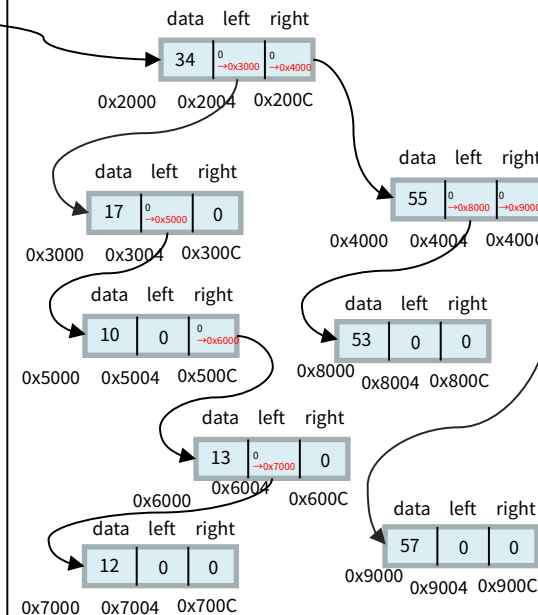 data left right
34 0 →0x3000 0 →0x4000
0x2000 0x2004 0x200C
data left right
17 0 →0x5000 0
0x3000 0x3004 0x300C
data left right
55 0 →0x8000 0 →0x9000
0x4000 0x4004 0x400C
data left right
10 0 0 →0x6000
0x5000 0x5004 0x500C
data left right
53 0 0
0x8000 0x8004 0x800C
data left right
13 0 →0x7000 0
0x6000 0x6004 0x600C
data left right
12 0 0
0x7000 0x7004 0x700C
data left right
57 0 0
0x9000 0x9004 0x900C